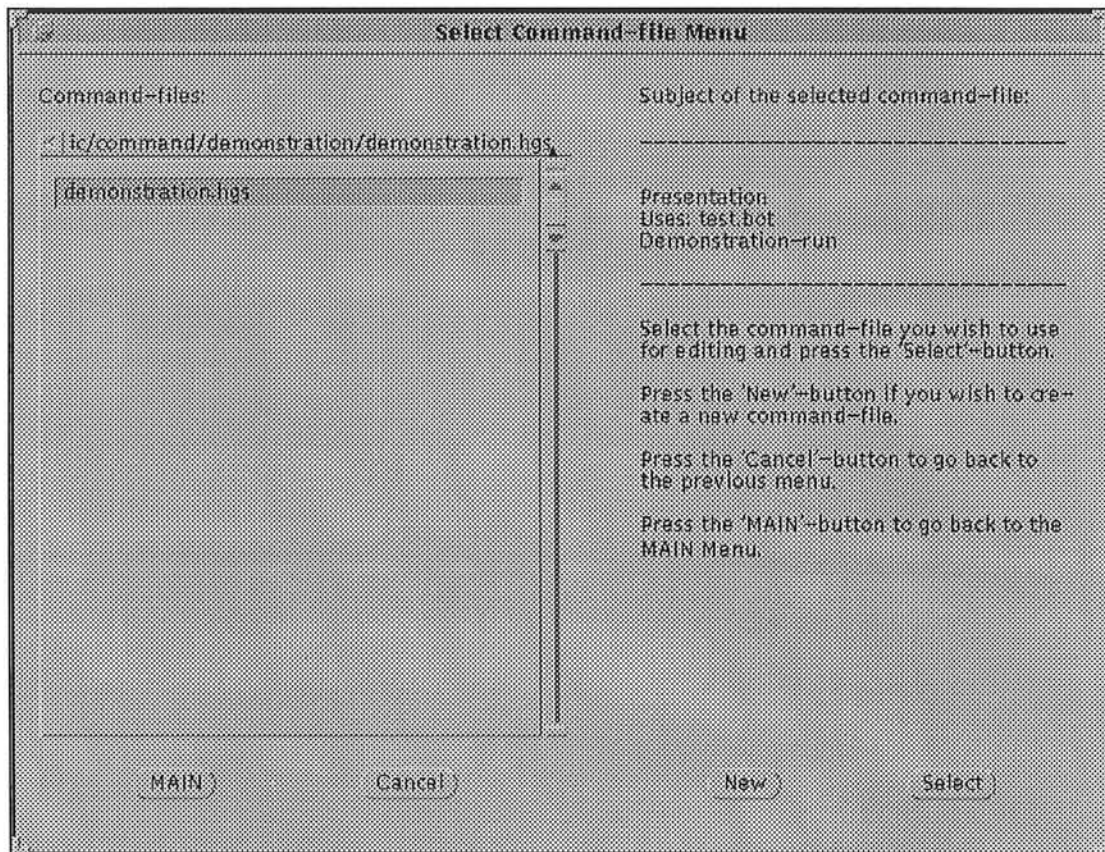 Select Command-file Menu
Command-files:
ic/command/demonstration/demonstration.hgs
demonstration.hgs
Subject of the selected command-file:
Presentation
Uses: test.bot
Demonstration-run
Select the command-file you wish to use
for editing and press the 'Select'-button.
Press the 'New'-button if you wish to cre-
ate a new command-file.
Press the 'Cancel'-button to go back to
the previous menu.
Press the 'MAIN'-button to go back to the
MAIN Menu.
MAIN
Cancel
New
Select